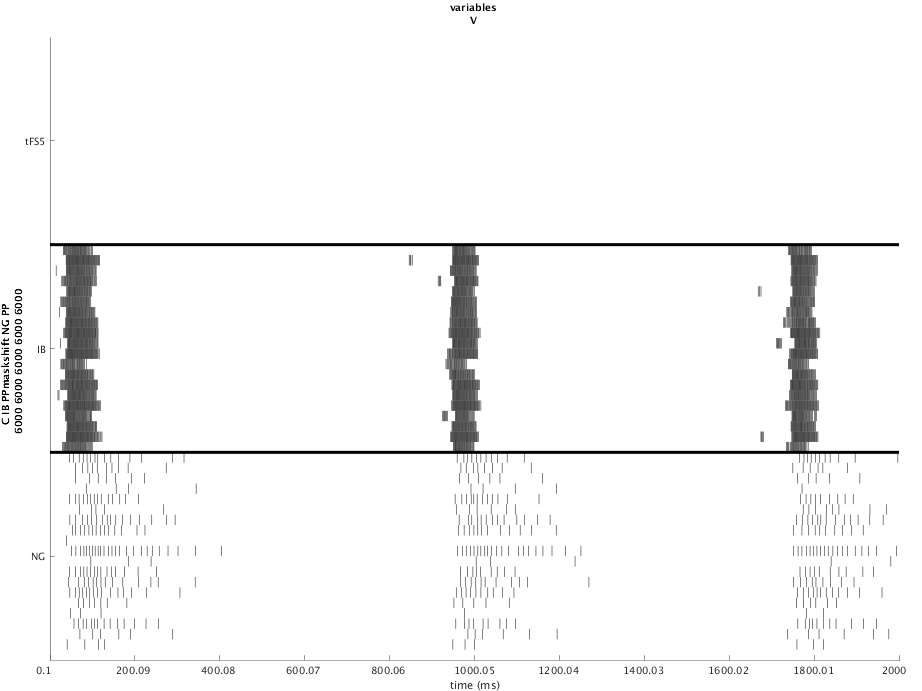 variables
V
tFS5
IB
NG
C IB PPmaskshift NG PP
6000 6000 6000 6000 6000
0.1 200.09 400.08 600.07 800.06 1000.05 1200.04 1400.03 1600.02 1800.01 2000
time (ms)